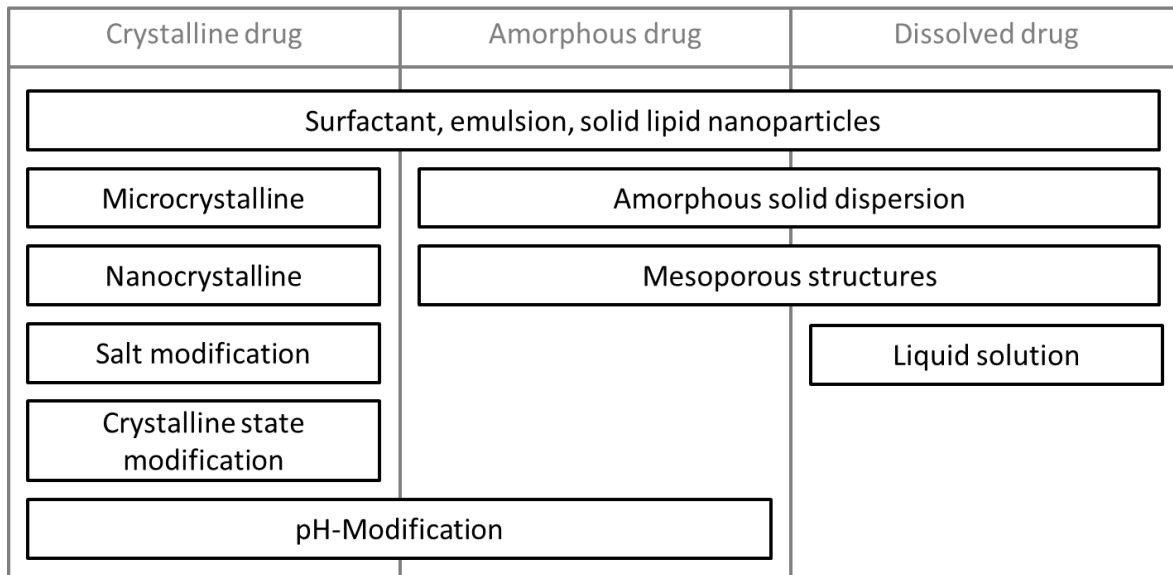 Crystalline drug
Amorphous drug
Dissolved drug
Surfactant, emulsion, solid lipid nanoparticles
Microcrystalline
Amorphous solid dispersion
Nanocrystalline
Mesoporous structures
Salt modification
Liquid solution
Crystalline state
modification
pH-Modification